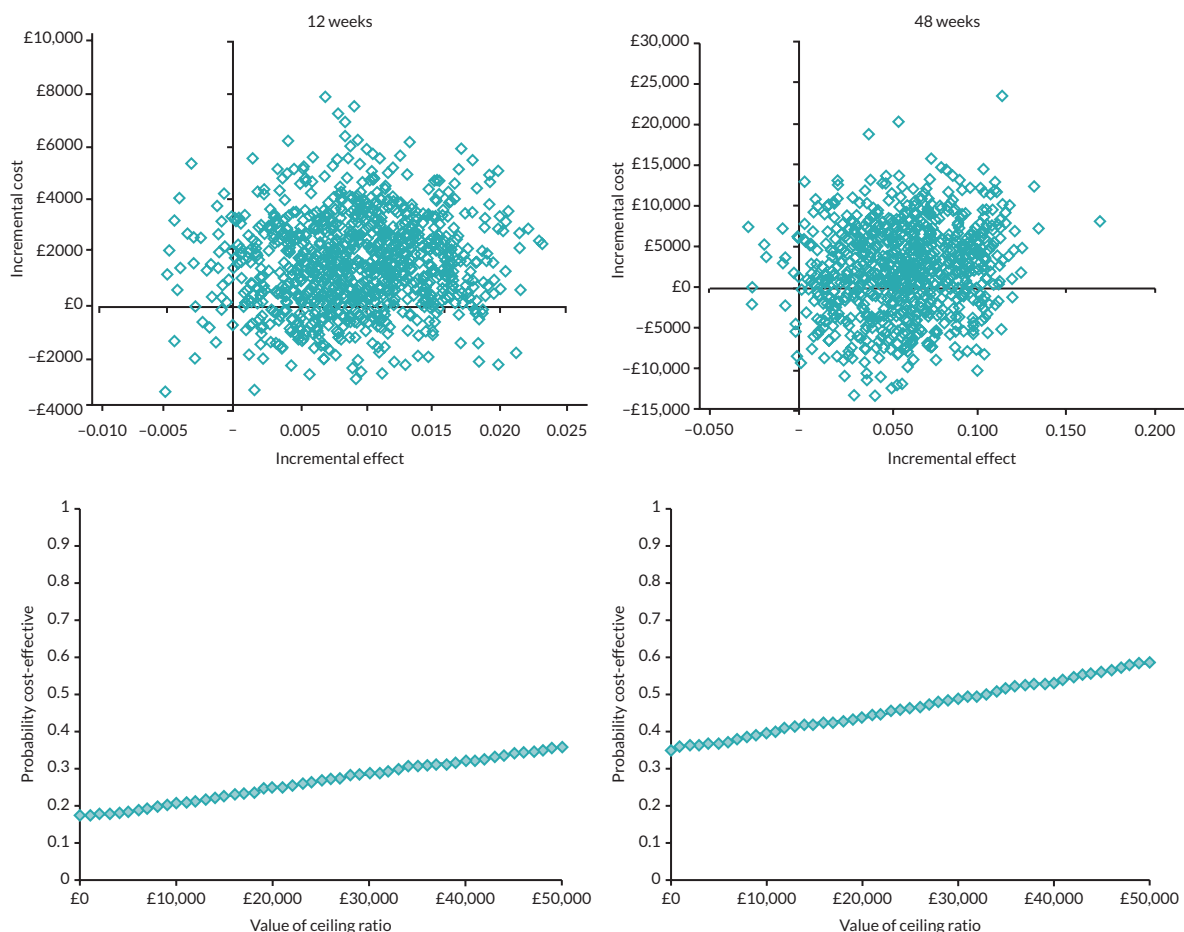 12 weeks
£10,000
£8000
£6000
£4000
£2000
£0
−£2000
−£4000
Incremental cost
−0.010 −0.005 – 0.005 0.010 0.015 0.020 0.025
Incremental effect
48 weeks
£30,000
£25,000
£20,000
£15,000
£10,000
£5000
£0
−£5000
−£10,000
−£15,000
Incremental cost
−0.050 – 0.050 0.100 0.150 0.200
Incremental effect
1
0.9
0.8
0.7
0.6
0.5
0.4
0.3
0.2
0.1
0
Probability cost-effective
£0 £10,000 £20,000 £30,000 £40,000 £50,000
Value of ceiling ratio
1
0.9
0.8
0.7
0.6
0.5
0.4
0.3
0.2
0.1
0
Probability cost-effective
£0 £10,000 £20,000 £30,000 £40,000 £50,000
Value of ceiling ratio